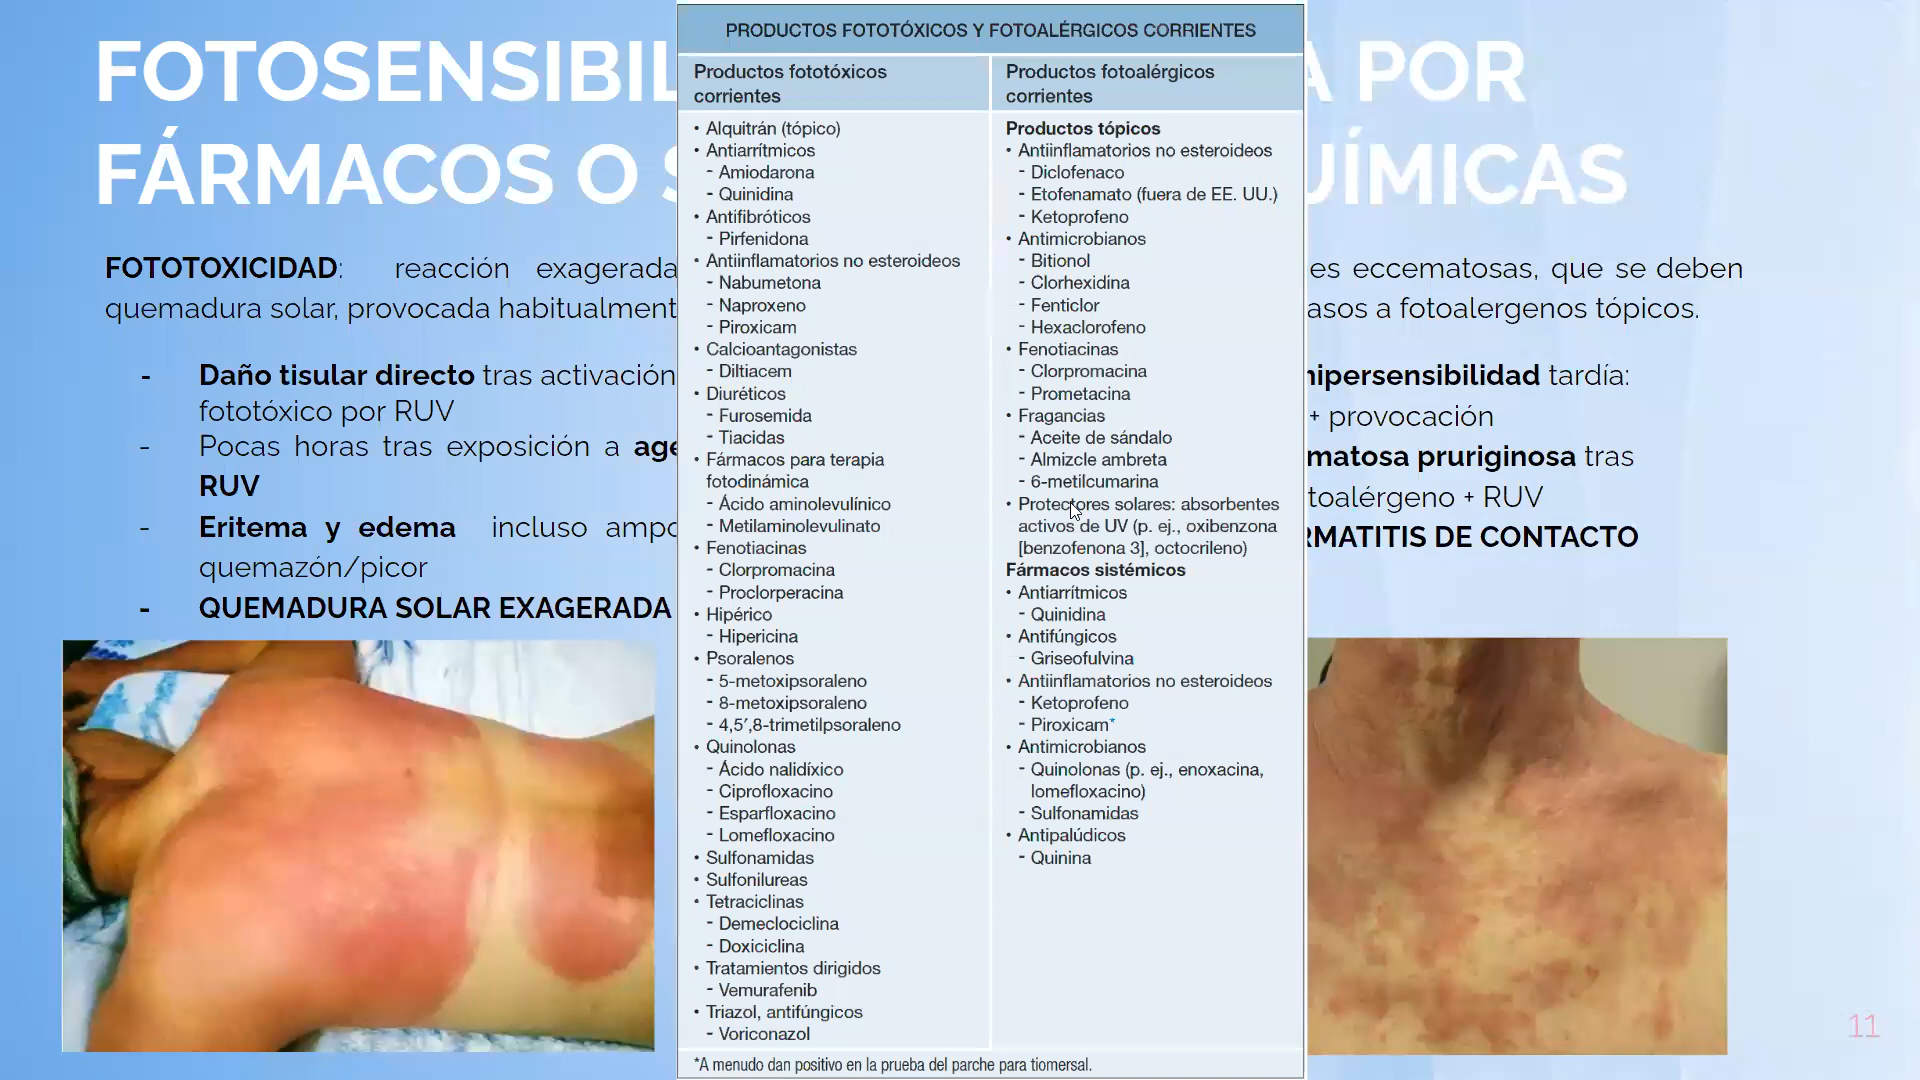 FOTOSENSIBIL
A POR
FÁRMACOS O
UÍMICAS
FOTOTOXICIDAD: reacción exagerada
quemadura solar, provocada habitualment
- Daño tisular directo tras activación
fototóxico por RUV
- Pocas horas tras exposición a age
RUV
- Eritema y edema incluso ampo
quemazón/picor
- QUEMADURA SOLAR EXAGERADA
PRODUCTOS FOTOTÓXICOS Y FOTOALÉRGICOS CORRIENTES
Productos fototóxicos
corrientes
• Alquitrán (tópico)
• Antiarrítmicos
- Amiodarona
- Quinidina
• Antifibróticos
- Pirfenidona
• Antiinflamatorios no esteroideos
- Nabumetona
- Naproxeno
- Piroxicam
• Calcioantagonistas
- Diltiacem
• Diuréticos
- Furosemida
- Tiacidas
• Fármacos para terapia
fotodinámica
- Ácido aminolevulínico
- Metilaminolevulinato
• Fenotiacinas
- Clorpromacina
- Proclorperacina
• Hipérico
- Hipericina
• Psoralenos
- 5-metoxipsoraleno
- 8-metoxipsoraleno
- 4,5′,8-trimetilpsoraleno
• Quinolonas
- Ácido nalidíxico
- Ciprofloxacino
- Esparfloxacino
- Lomefloxacino
• Sulfonamidas
• Sulfonilureas
• Tetraciclinas
- Demeclociclina
- Doxiciclina
• Tratamientos dirigidos
- Vemurafenib
• Triazol, antifúngicos
- Voriconazol
Productos fotoalérgicos
corrientes
Productos tópicos
• Antiinflamatorios no esteroideos
- Diclofenaco
- Etofenamato (fuera de EE. UU.)
- Ketoprofeno
• Antimicrobianos
- Bitionol
- Clorhexidina
- Fenticlor
- Hexaclorofeno
• Fenotiacinas
- Clorpromacina
- Prometacina
• Fragancias
- Aceite de sándalo
- Almizcle ambreta
- 6-metilcumarina
• Protectores solares: absorbentes
activos de UV (p. ej., oxibenzona
[benzofenona 3], octocrileno)
Fármacos sistémicos
• Antiarrítmicos
- Quinidina
• Antifúngicos
- Griseofulvina
• Antiinflamatorios no esteroideos
- Ketoprofeno
- Piroxicam*
• Antimicrobianos
- Quinolonas (p. ej., enoxacina,
lomefloxacino)
- Sulfonamidas
• Antipalúdicos
- Quinina
*A menudo dan positivo en la prueba del parche para tiomersal.
es eccematosas, que se deben
asos a fotoalergenos tópicos.
hipersensibilidad tardía:
+ provocación
matosa pruriginosa tras
toalérgeno + RUV
RMATITIS DE CONTACTO
11